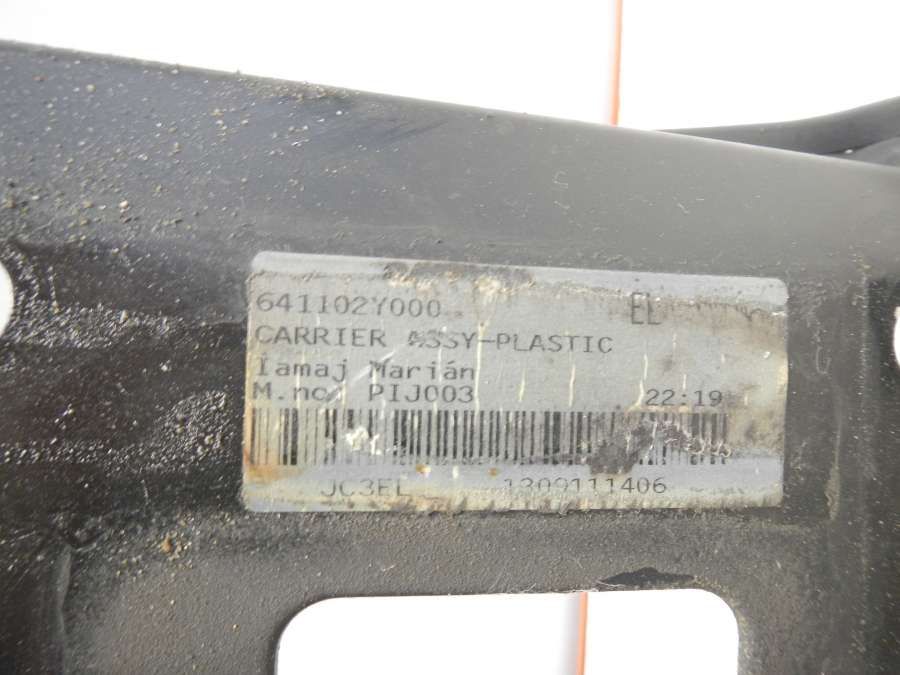 641102Y000 EL
CARRIER ASSY-PLASTIC
Iamaj Marián
M.no. PIJ003 22:19
JC3EL 1309111406